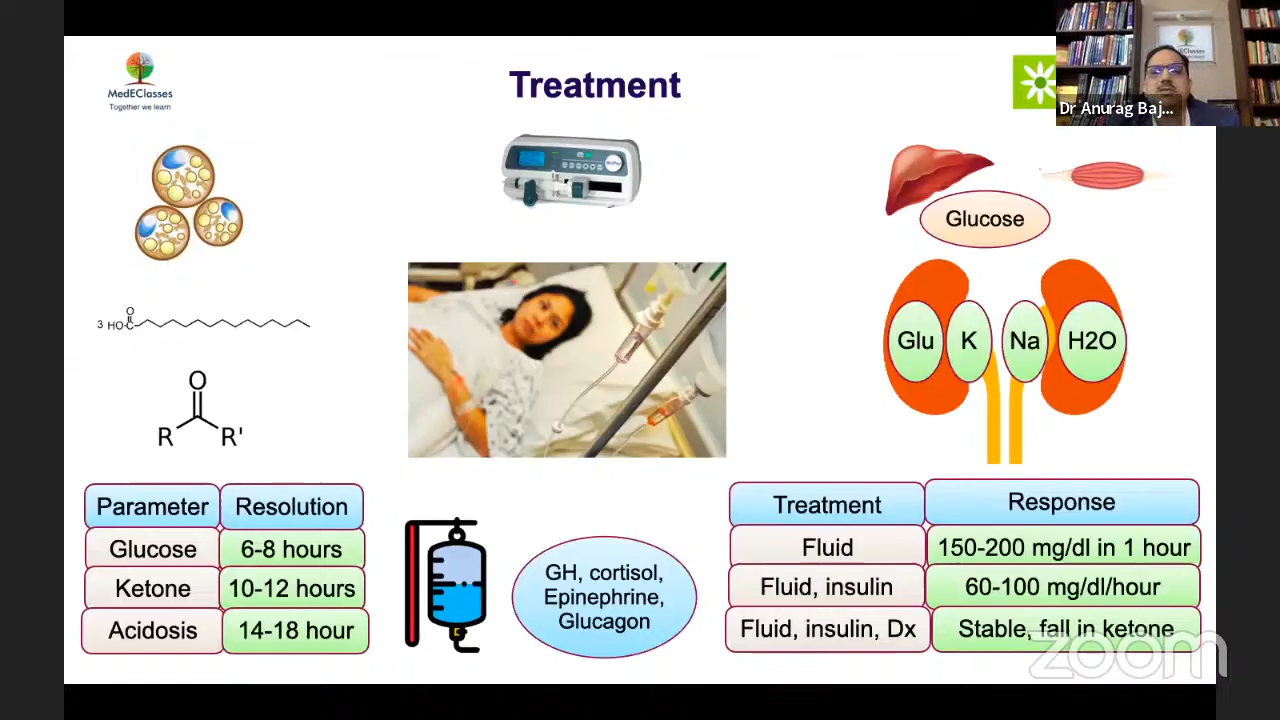 MedEClasses
Together we learn
Treatment
Dr Anurag Baj...
Glucose
3 HO-C
O
Glu K Na H2O
O
R R'
Parameter Resolution
Glucose 6-8 hours
Ketone 10-12 hours
Acidosis 14-18 hour
GH, cortisol,
Epinephrine,
Glucagon
Treatment Response
Fluid 150-200 mg/dl in 1 hour
Fluid, insulin 60-100 mg/dl/hour
Fluid, insulin, Dx Stable, fall in ketone
zoom